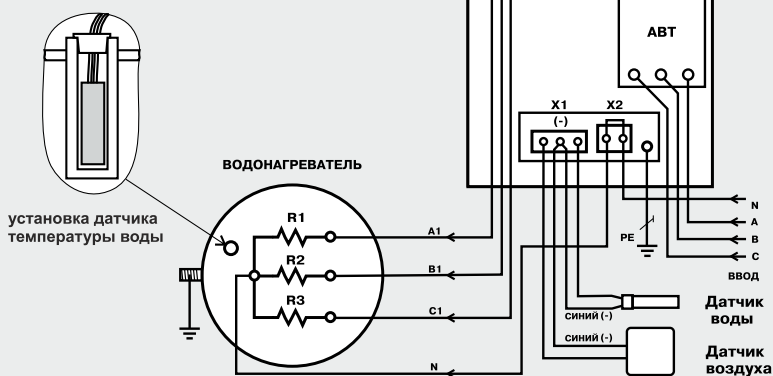 АВТ
X1
X2
(-)
ВОДОНАГРЕВАТЕЛЬ
установка датчика
температуры воды
R1
R2
R3
A1
B1
C1
N
PE
N
A
B
C
ВВОД
Датчик
воды
СИНИЙ (-)
СИНИЙ (-)
Датчик
воздуха